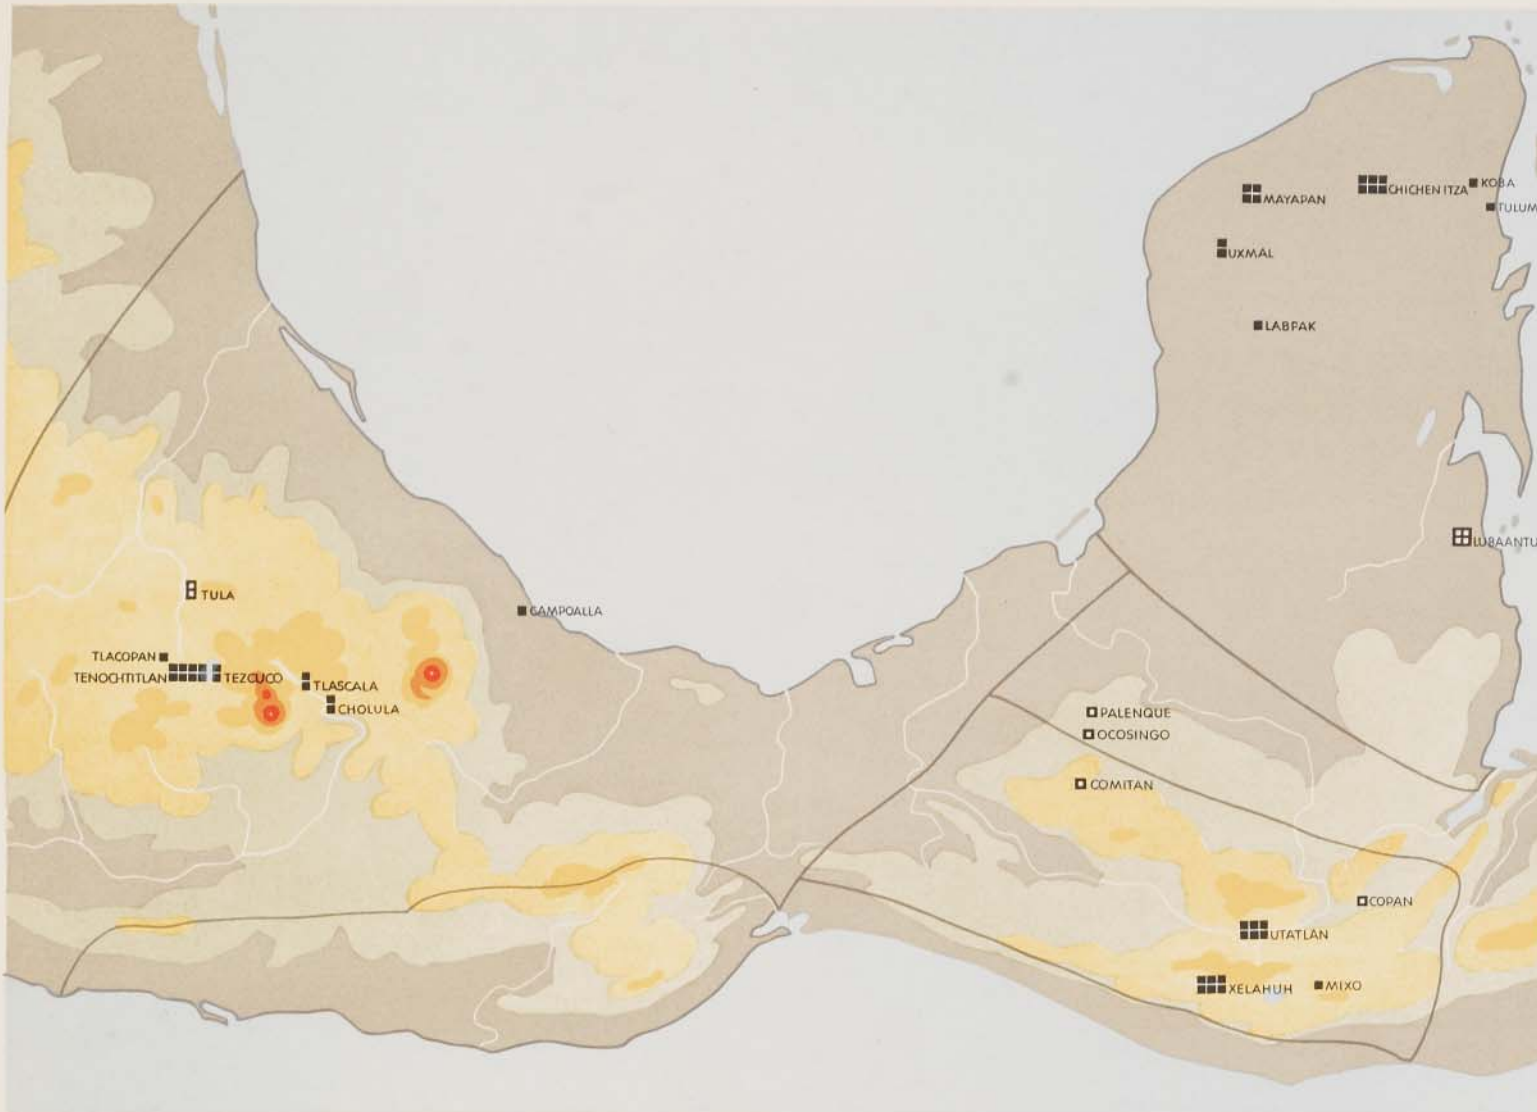 KOBA
CHICHEN ITZA
MAYAPAN
TULUM
UXMAL
LABPAK
LUBAANTU
TULA
CAMPOALLA
TLACOPAN
TENOCHTITLAN
TEZCUCO
TLASCALA
CHOLULA
PALENQUE
OCOSINGO
COMITAN
COPAN
UTATLAN
XELAHUH
MIXO